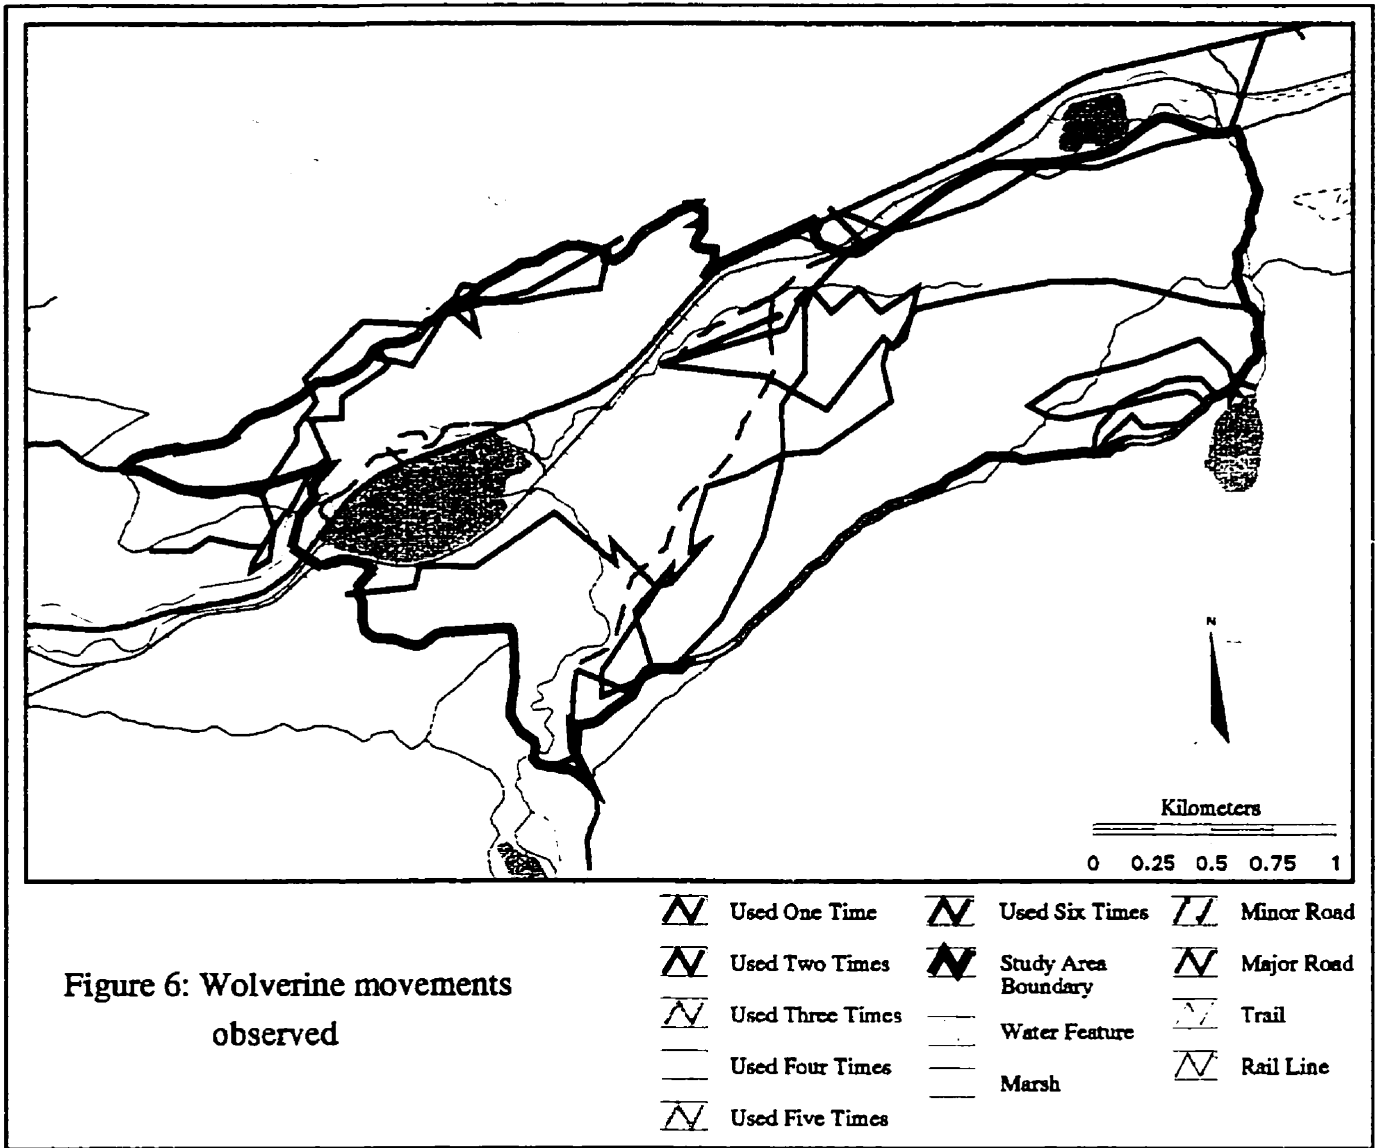 N
Kilometers
0 0.25 0.5 0.75 1
Figure 6: Wolverine movements
observed
Used One Time
Used Two Times
Used Three Times
Used Four Times
Used Five Times
Used Six Times
Study Area
Boundary
Water Feature
Marsh
Minor Road
Major Road
Trail
Rail Line